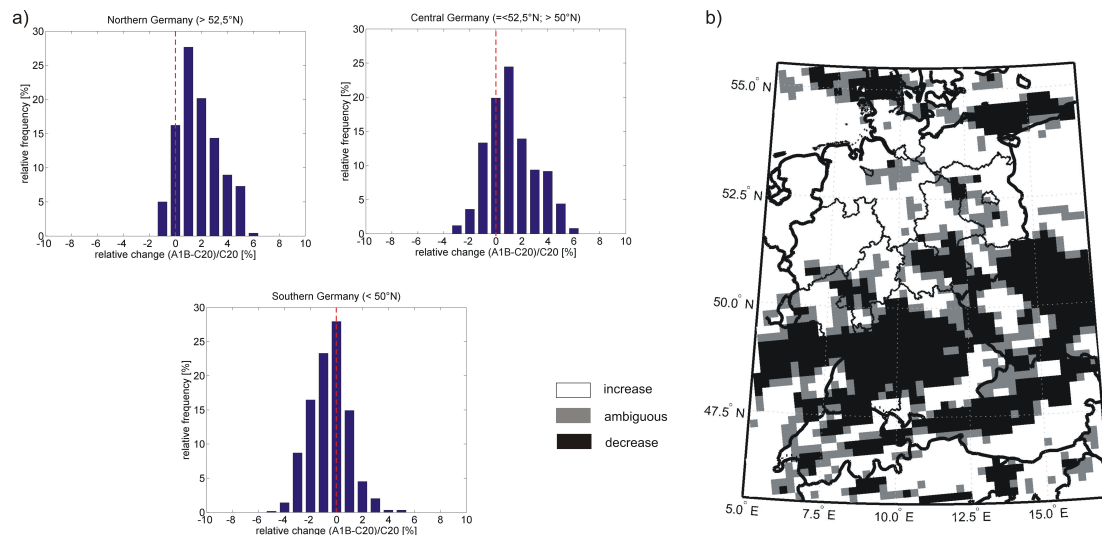 a)
Northern Germany (> 52,5°N)
30
25
20
15
10
5
0
relative frequency [%]
-10 -8 -6 -4 -2 0 2 4 6 8 10
relative change (A1B-C20)/C20 [%]
Central Germany (=<52,5°N; > 50°N)
30
25
20
15
10
5
0
relative frequency [%]
-10 -8 -6 -4 -2 0 2 4 6 8 10
relative change (A1B-C20)/C20 [%]
Southern Germany (< 50°N)
30
25
20
15
10
5
0
relative frequency [%]
-10 -8 -6 -4 -2 0 2 4 6 8 10
relative change (A1B-C20)/C20 [%]
increase
ambiguous
decrease
b)
55.0° N
52.5° N
50.0° N
47.5° N
5.0° E 7.5° E 10.0° E 12.5° E 15.0° E